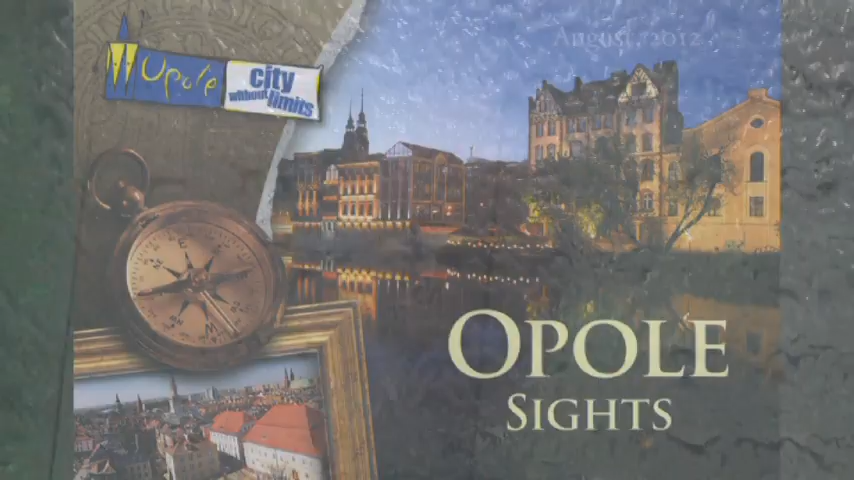 August, 2012
Opole
city
without limits
N
E
W
OPOLE
SIGHTS